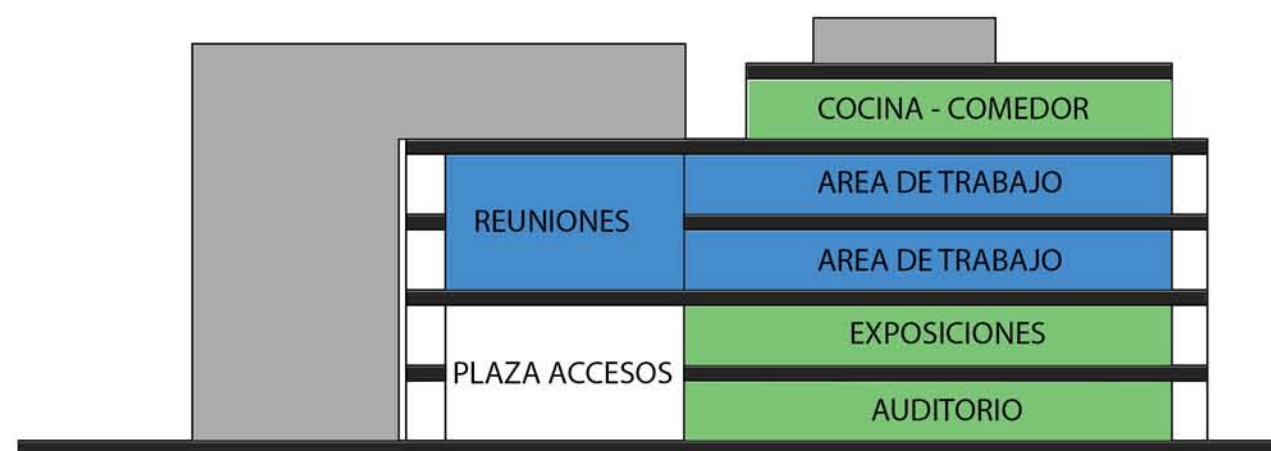 COCINA - COMEDOR
AREA DE TRABAJO
REUNIONES
AREA DE TRABAJO
EXPOSICIONES
PLAZA ACCESOS
AUDITORIO